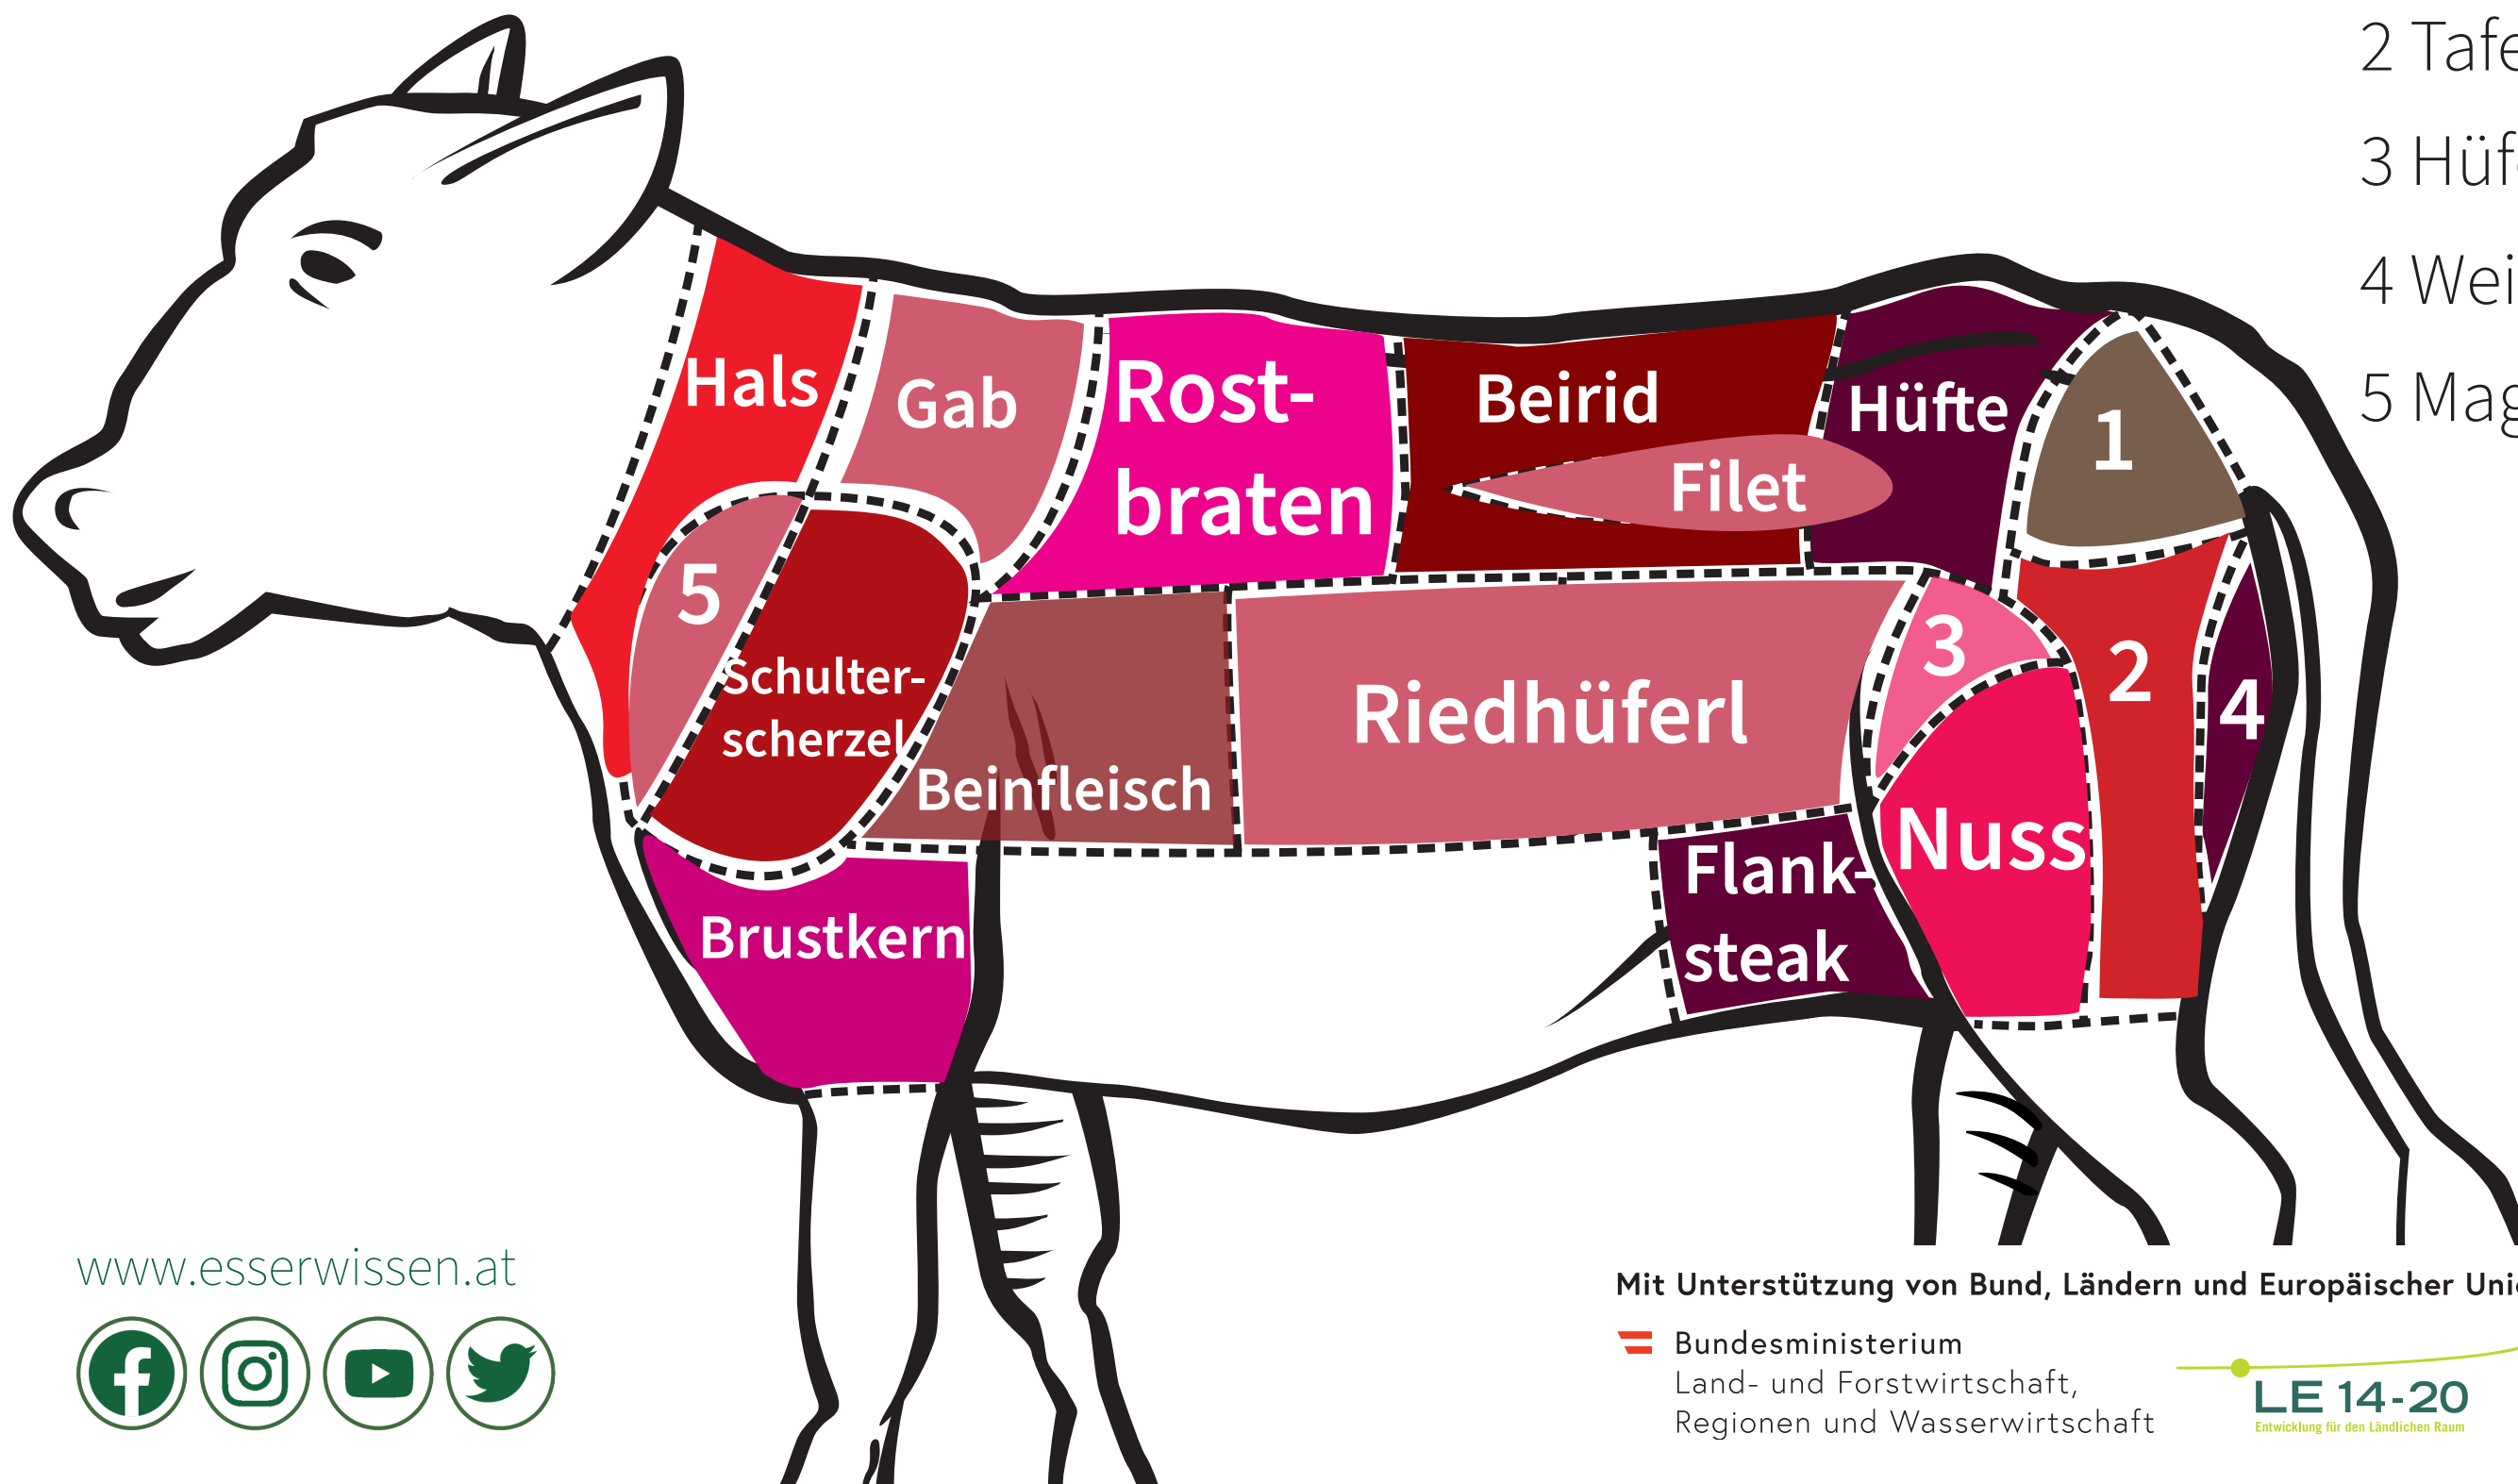 2 Tafe
3 Hüf
4 Wei
5 Mag
Hals
Gab
Rost-
braten
Beirid
Filet
Hüfte
1
5
Schulter-
scherzel
Beinfleisch
Riedhüferl
3
2
4
Nuss
Flank-
steak
Brustkern
www.esserwissen.at
Mit Unterstützung von Bund, Ländern und Europäischer Uni
Bundesministerium
Land- und Forstwirtschaft,
Regionen und Wasserwirtschaft
LE 14-20
Entwicklung für den Ländlichen Raum